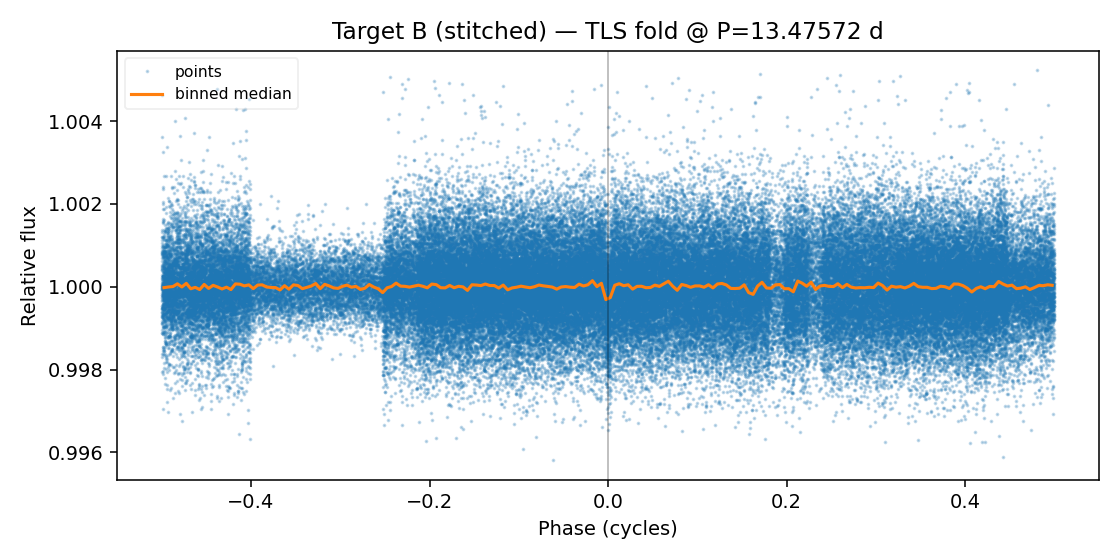 Target B (stitched) — TLS fold @ P=13.47572 d
points
binned median
1.004
1.002
1.000
0.998
0.996
Relative flux
−0.4
−0.2
0.0
0.2
0.4
Phase (cycles)